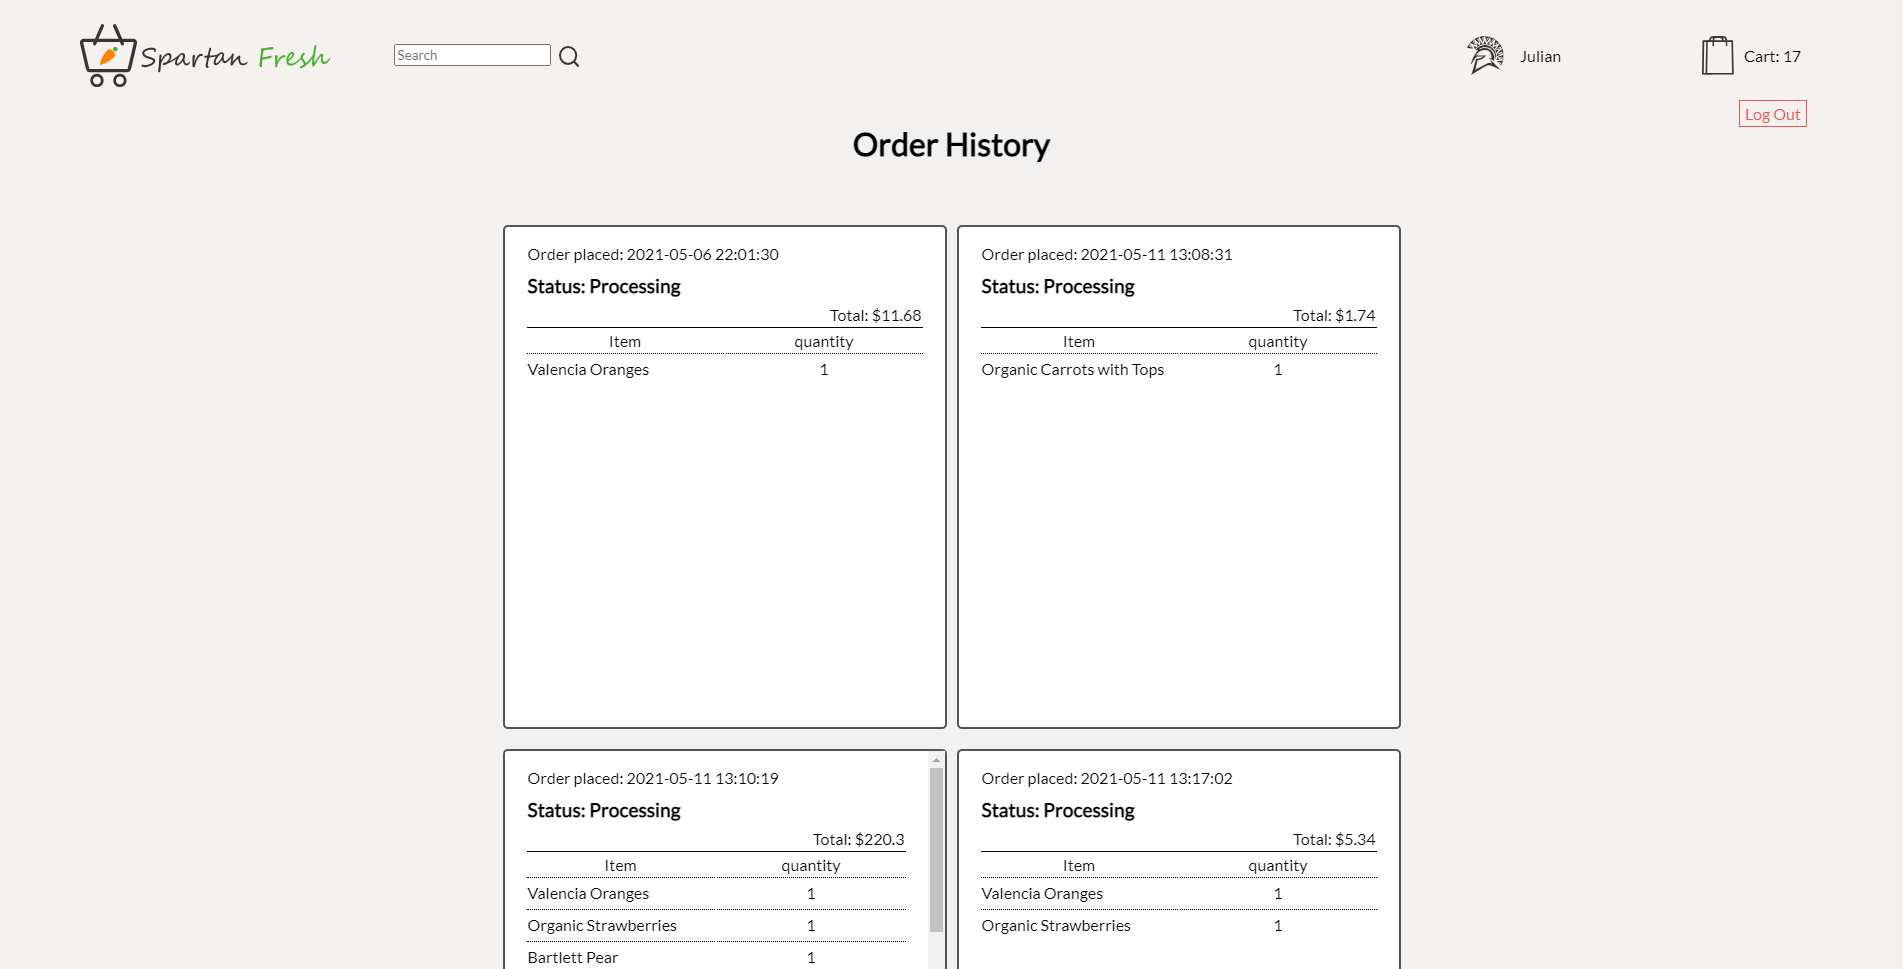 Spartan Fresh
Search
Julian
Cart: 17
Log Out
Order History
Order placed: 2021-05-06 22:01:30
Status: Processing
Total: $11.68
Item quantity
Valencia Oranges 1
Order placed: 2021-05-11 13:08:31
Status: Processing
Total: $1.74
Item quantity
Organic Carrots with Tops 1
Order placed: 2021-05-11 13:10:19
Status: Processing
Total: $220.3
Item quantity
Valencia Oranges 1
Organic Strawberries 1
Bartlett Pear 1
Order placed: 2021-05-11 13:17:02
Status: Processing
Total: $5.34
Item quantity
Valencia Oranges 1
Organic Strawberries 1